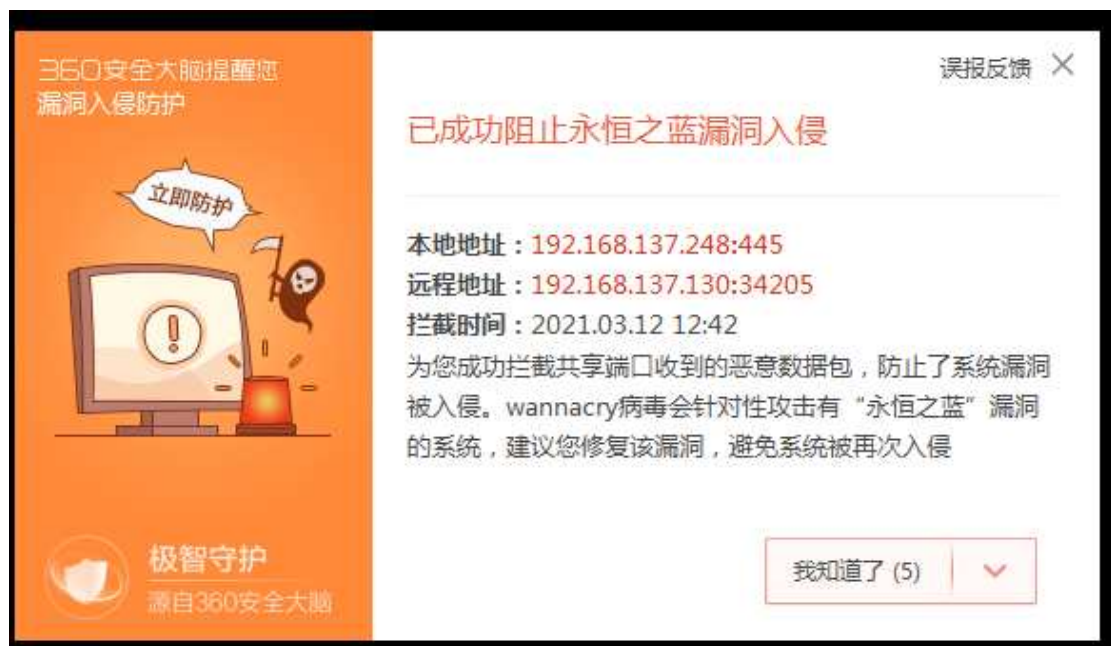 360安全大脑提醒您
漏洞入侵防护
误报反馈
已成功阻止永恒之蓝漏洞入侵
立即防护
本地地址：192.168.137.248:445
远程地址：192.168.137.130:34205
拦截时间：2021.03.12 12:42
为您成功拦截共享端口收到的恶意数据包，防止了系统漏洞
被入侵。wannacry病毒会针对性攻击有“永恒之蓝”漏洞
的系统，建议您修复该漏洞，避免系统被再次入侵
极智守护
源自360安全大脑
我知道了 (5)